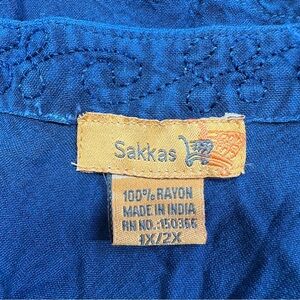 Sakkas
100% RAYON
MADE IN INDIA
RN NO.: 150366
1X/2X